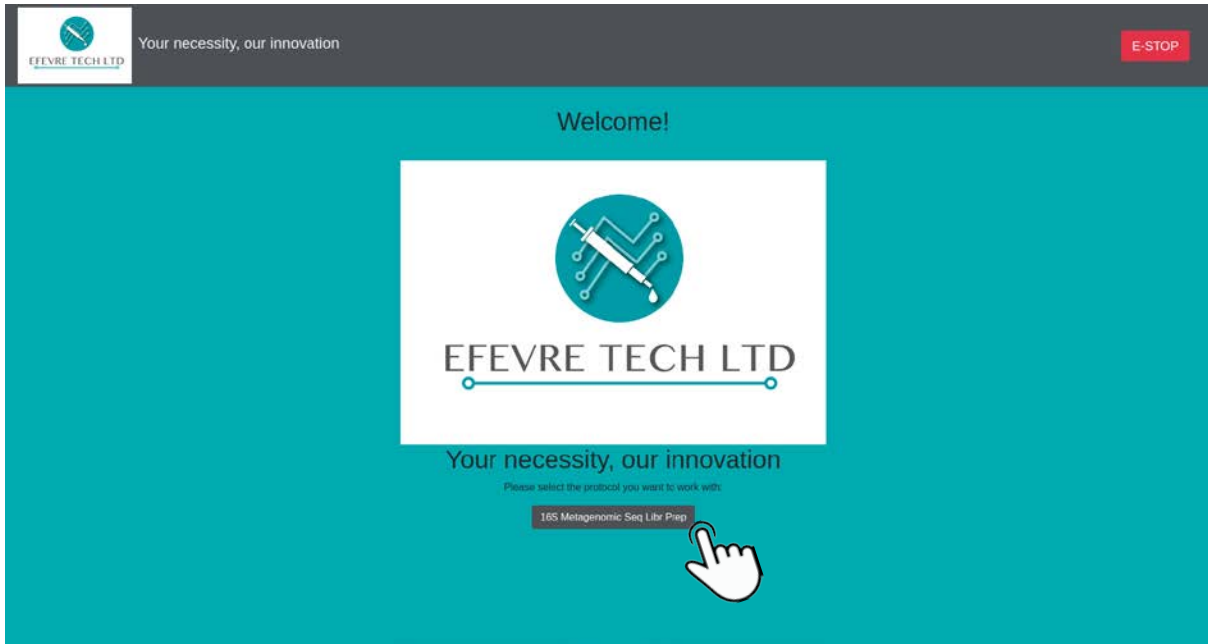 EFEVRE TECH LTD
Your necessity, our innovation
E-STOP
Welcome!
EFEVRE TECH LTD
Your necessity, our innovation
Please select the protocol you want to work with:
16S Metagenomic Seq Libr Prep